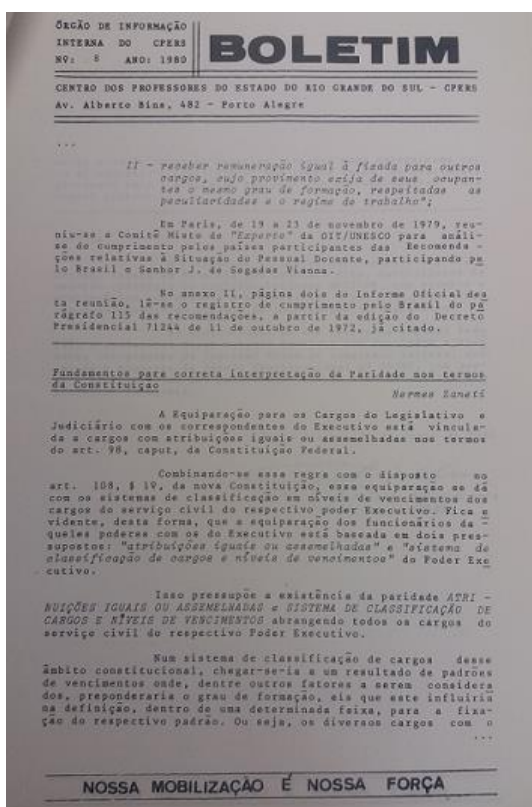 ÓRGÃO DE INFORMAÇÃO
INTERNA DO CPERS
Nº: 8 ANO: 1980
BOLETIM
CENTRO DOS PROFESSORES DO ESTADO DO RIO GRANDE DO SUL - CPERS
Av. Alberto Bins, 482 - Porto Alegre
...
II - receber remuneração igual à fixada para outros
cargos, cujo provimento exija de seus ocupan-
tes o mesmo grau de formação, respeitadas as
peculiaridades e o regime de trabalho";
Em Paris, de 19 a 23 de novembro de 1979, reu-
niu-se o Comitê Misto de "Experts" da OIT/UNESCO para análi-
se do cumprimento pelos países participantes das Recomenda -
ções relativas à Situação do Pessoal Docente, participando pe
lo Brasil o Senhor J. de Segadas Vianna.
No anexo II, página dois do Informe Oficial des
ta reunião, lê-se o registro de cumprimento pelo Brasil do pa
rágrafo 115 das recomendações, a partir da edição do Decreto
Presidencial 71244 de 11 de outubro de 1972, já citado.
Fundamentos para correta interpretação da Paridade nos termos
da Constituição
Hermes Zaneti
A Equiparação para os Cargos do Legislativo e
Judiciário com os correspondentes do Executivo está vincula-
da a cargos com atribuições iguais ou assemelhadas nos termos
do art. 98, caput, da Constituição Federal.
Combinando-se essa regra com o disposto no
art. 108, § 19, da nova Constituição, essa equiparação se dá
com os sistemas de classificação em níveis de vencimentos dos
cargos do serviço civil do respectivo poder Executivo. Fica e
vidente, desta forma, que a equiparação dos funcionários da -
queles poderes com os do Executivo está baseada em dois pres-
supostos: "atribuições iguais ou assemelhadas" e "sistema de
classificação de cargos e níveis de vencimentos" do Poder Exe
cutivo.
Isso pressupõe a existência da paridade ATRI -
BUIÇÕES IGUAIS OU ASSEMELHADAS e SISTEMA DE CLASSIFICAÇÃO DE
CARGOS E NÍVEIS DE VENCIMENTOS abrangendo todos os cargos do
serviço civil do respectivo Poder Executivo.
Num sistema de classificação de cargos desse
âmbito constitucional, chegar-se-ia a um resultado de padrões
de vencimentos onde, dentre outros fatores a serem considera
dos, preponderaria o grau de formação, eis que este influiria
na definição, dentro de uma determinada faixa, para a fixa-
ção do respectivo padrão. Ou seja, os diversos cargos com o
...
NOSSA MOBILIZAÇÃO É NOSSA FORÇA